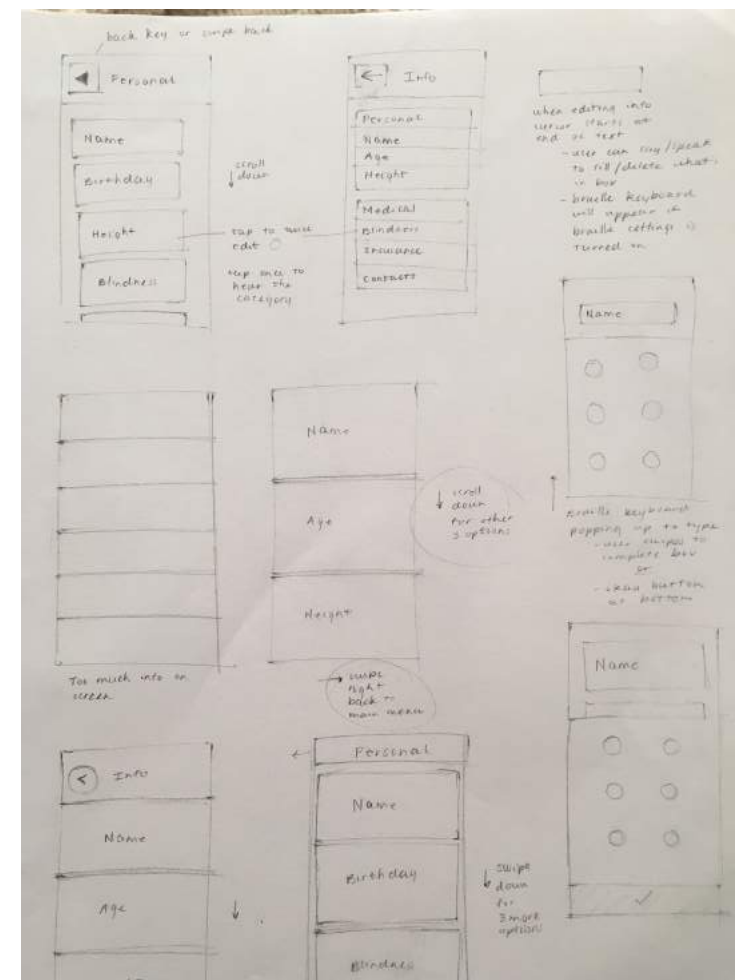 back key or swipe back
Personal
Name
Birthday
Height
Blindness
scroll
down
tap to
edit
tap once to
hear the
category
Info
Personal
Name
Age
Height
Medical
Blindness
Insurance
Contacts
when editing info
cursor starts at
end of text
- user can /speak
to fill/delete what
in box
- braille keyboard
will appear if
braille settings is
turned on
Name
Braille keyboard
popping up to type
- user swipes to
complete box
or
- okay button
at bottom
Too much info on
screen
Name
Age
Height
scroll
down
for other
3 options
swipe
right
back to
main menu
Name
Info
Name
Age
Personal
Name
Birthday
Blindness
swipe
down
for
3 more
options